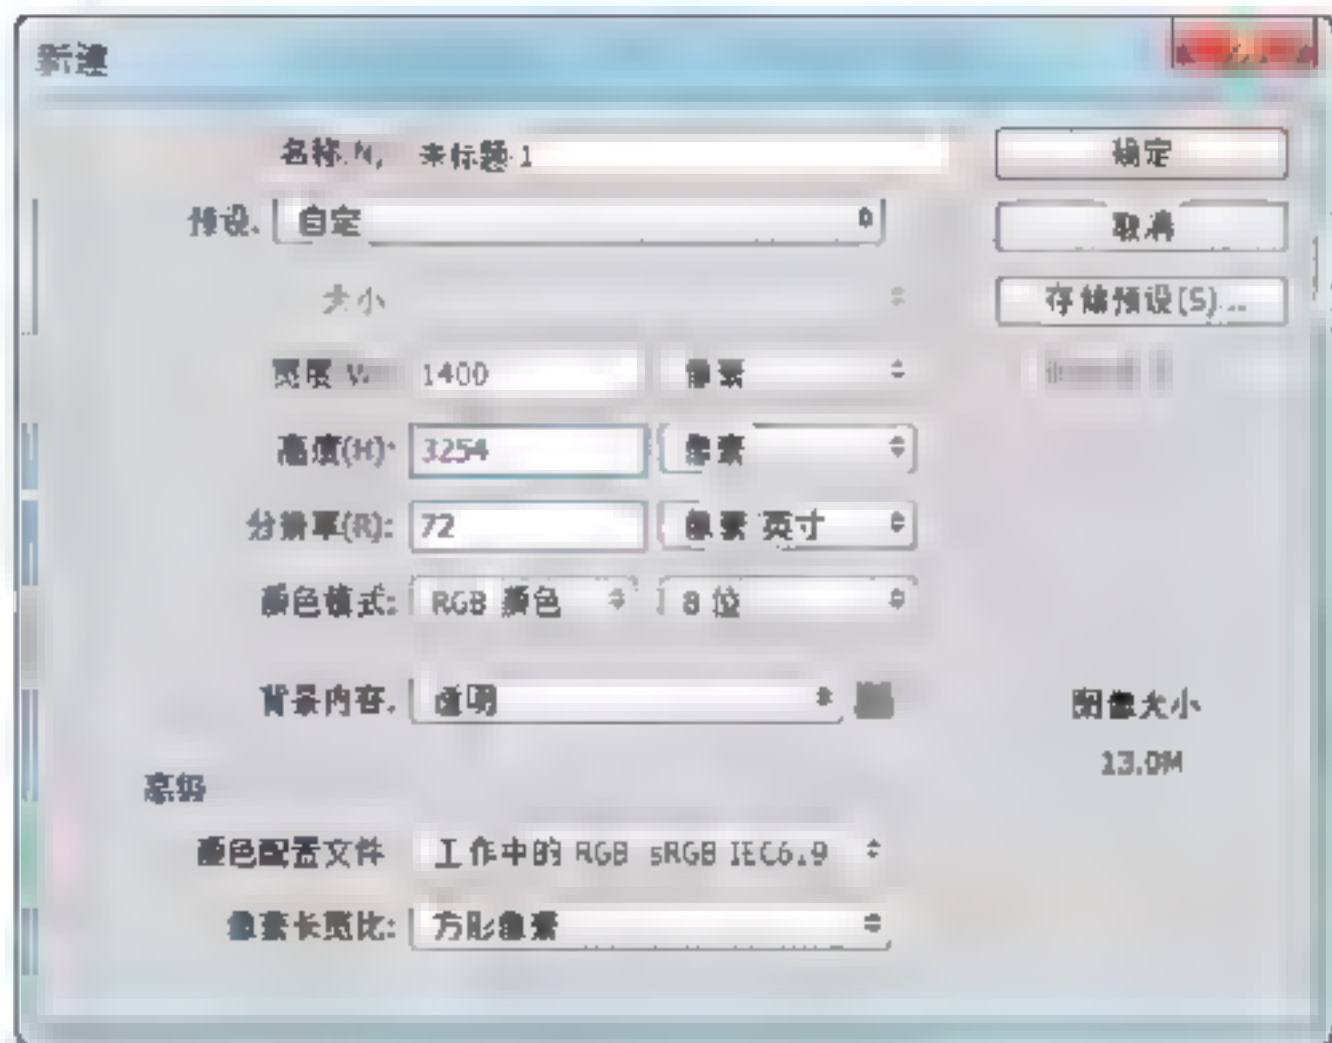 新建
名称(N): 未标题-1
确定
预设: 自定
取消
大小
存储预设(S)...
宽度(W): 1400 像素
高度(H): 3254 像素
分辨率(R): 72 像素/英寸
颜色模式: RGB 颜色 8 位
背景内容: 透明
图像大小
13.0M
高级
颜色配置文件 工作中的 RGB sRGB IEC6.9
像素长宽比: 方形像素